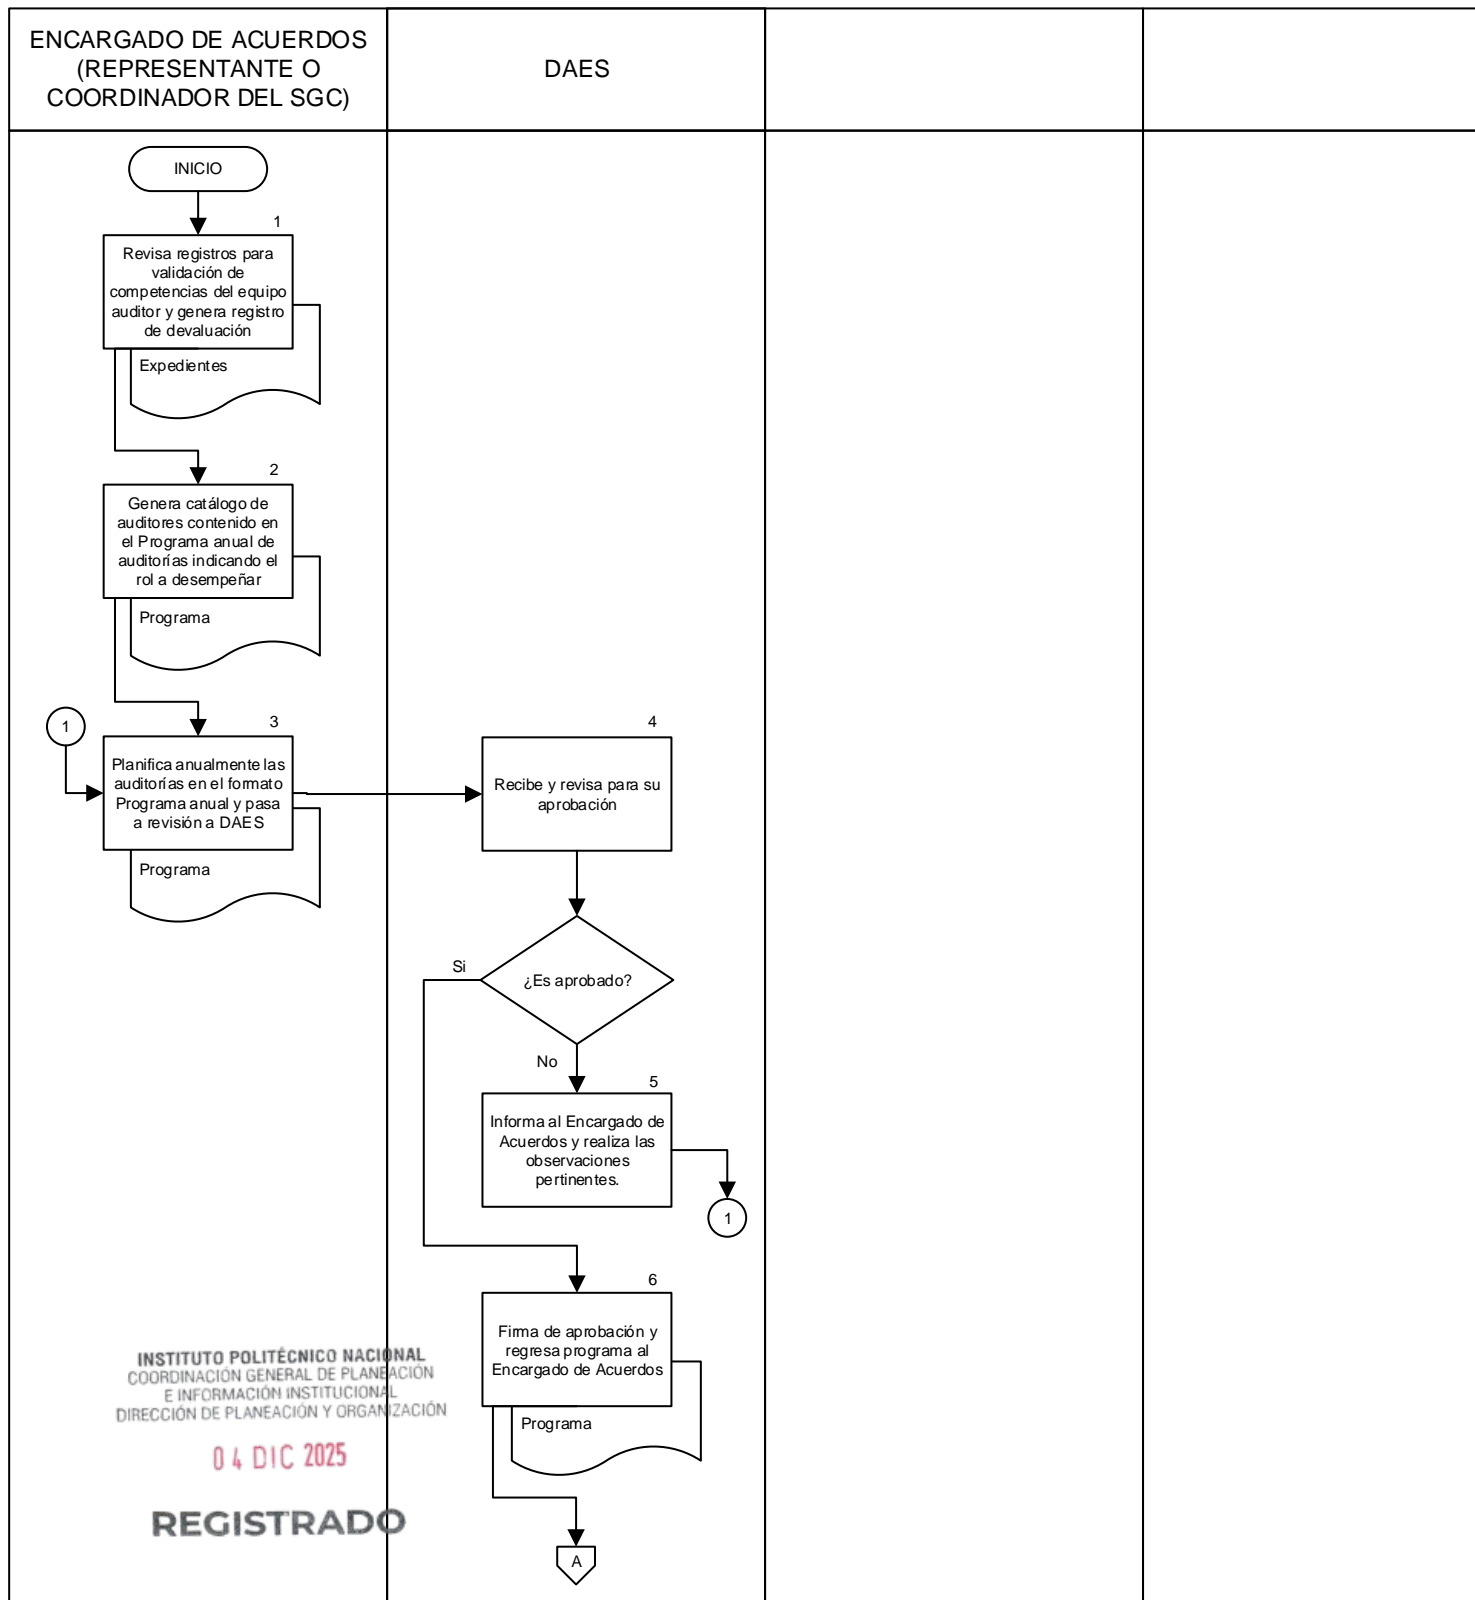 ENCARGADO DE ACUERDOS
(REPRESENTANTE O
COORDINADOR DEL SGC)
DAES
INICIO
1
Revisa registros para
validación de
competencias del equipo
auditor y genera registro
de devaluación
Expedientes
2
Genera catálogo de
auditores contenido en
el Programa anual de
auditorías indicando el
rol a desempeñar
Programa
1
3
Planifica anualmente las
auditorías en el formato
Programa anual y pasa
a revisión a DAES
Programa
4
Recibe y revisa para su
aprobación
¿Es aprobado?
Si
No
5
Informa al Encargado de
Acuerdos y realiza las
observaciones
pertinentes.
1
6
Firma de aprobación y
regresa programa al
Encargado de Acuerdos
Programa
A
INSTITUTO POLITÉCNICO NACIONAL
COORDINACIÓN GENERAL DE PLANEACIÓN
E INFORMACIÓN INSTITUCIONAL
DIRECCIÓN DE PLANEACIÓN Y ORGANIZACIÓN
04 DIC 2025
REGISTRADO